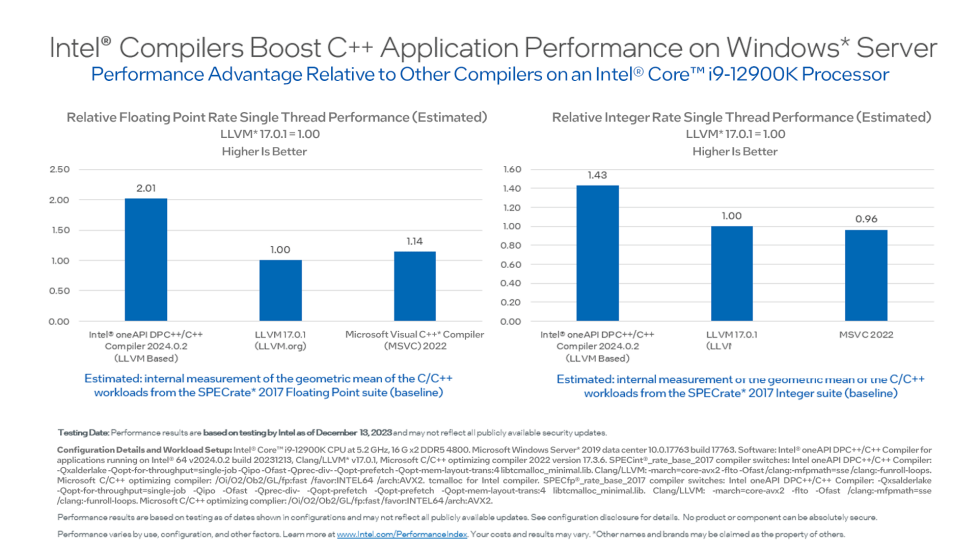 Intel® Compilers Boost C++ Application Performance on Windows* Server
Performance Advantage Relative to Other Compilers on an Intel® Core™ i9-12900K Processor
Relative Floating Point Rate Single Thread Performance (Estimated)
LLVM* 17.0.1 = 1.00
Higher Is Better
2.50
2.00
1.50
1.00
0.50
0.00
2.01
1.00
1.14
Intel® oneAPI DPC++/C++
Compiler 2024.0.2
(LLVM Based)
LLVM 17.0.1
(LLVM.org)
Microsoft Visual C++* Compiler
(MSVC) 2022
Estimated: internal measurement of the geometric mean of the C/C++
workloads from the SPECrate* 2017 Floating Point suite (baseline)
Relative Integer Rate Single Thread Performance (Estimated)
LLVM* 17.0.1 = 1.00
Higher Is Better
1.60
1.40
1.20
1.00
0.80
0.60
0.40
0.20
0.00
1.43
1.00
0.96
Intel® oneAPI DPC++/C++
Compiler 2024.0.2
(LLVM Based)
LLVM 17.0.1
MSVC 2022
Estimated: internal measurement of the geometric mean of the C/C++
workloads from the SPECrate* 2017 Integer suite (baseline)
Testing Date: Performance results are based on testing by Intel as of December 13, 2023 and may not reflect all publicly available security updates.
Configuration Details and Workload Setup: Intel® Core™ i9-12900K CPU at 5.2 GHz, 16 G x2 DDR5 4800. Microsoft Windows Server* 2019 data center 10.0.17763 build 17763. Software: Intel® oneAPI DPC++/C++ Compiler for
applications running on Intel® 64 v2024.0.2 build 20231213, Clang/LLVM* v17.0.1, Microsoft C/C++ optimizing compiler 2022 version 17.3.6. SPECint®_rate_base_2017 compiler switches: Intel oneAPI DPC++/C++ Compiler:
-Qxalderlake -Qopt-for-throughput=single-job -Qipo -Ofast -Qprec-div- -Qopt-prefetch -Qopt-mem-layout-trans:4 libtcmalloc_minimal.lib. Clang/LLVM: -march=core-avx2 -flto -Ofast /clang:-mfpmath=sse /clang:-funroll-loops.
Microsoft C/C++ optimizing compiler: /Oi/O2/Ob2/GL/fp:fast /favor:INTEL64 /arch:AVX2. tcmalloc for Intel compiler. SPECfp®_rate_base_2017 compiler switches: Intel oneAPI DPC++/C++ Compiler: -Qxsalderlake
-Qopt-for-throughput=single-job -Qipo -Ofast -Qprec-div- -Qopt-prefetch -Qopt-prefetch -Qopt-mem-layout-trans:4 libtcmalloc_minimal.lib. Clang/LLVM: -march=core-avx2 -flto -Ofast /clang:-mfpmath=sse
/clang:-funroll-loops. Microsoft C/C++ optimizing complier: /Oi/O2/Ob2/GL/fp:fast /favor:INTEL64 /arch:AVX2.
Performance results are based on testing as of dates shown in configurations and may not reflect all publicly available updates. See configuration disclosure for details. No product or component can be absolutely secure.
Performance varies by use, configuration, and other factors. Learn more at www.Intel.com/PerformanceIndex. Your costs and results may vary. *Other names and brands may be claimed as the property of others.